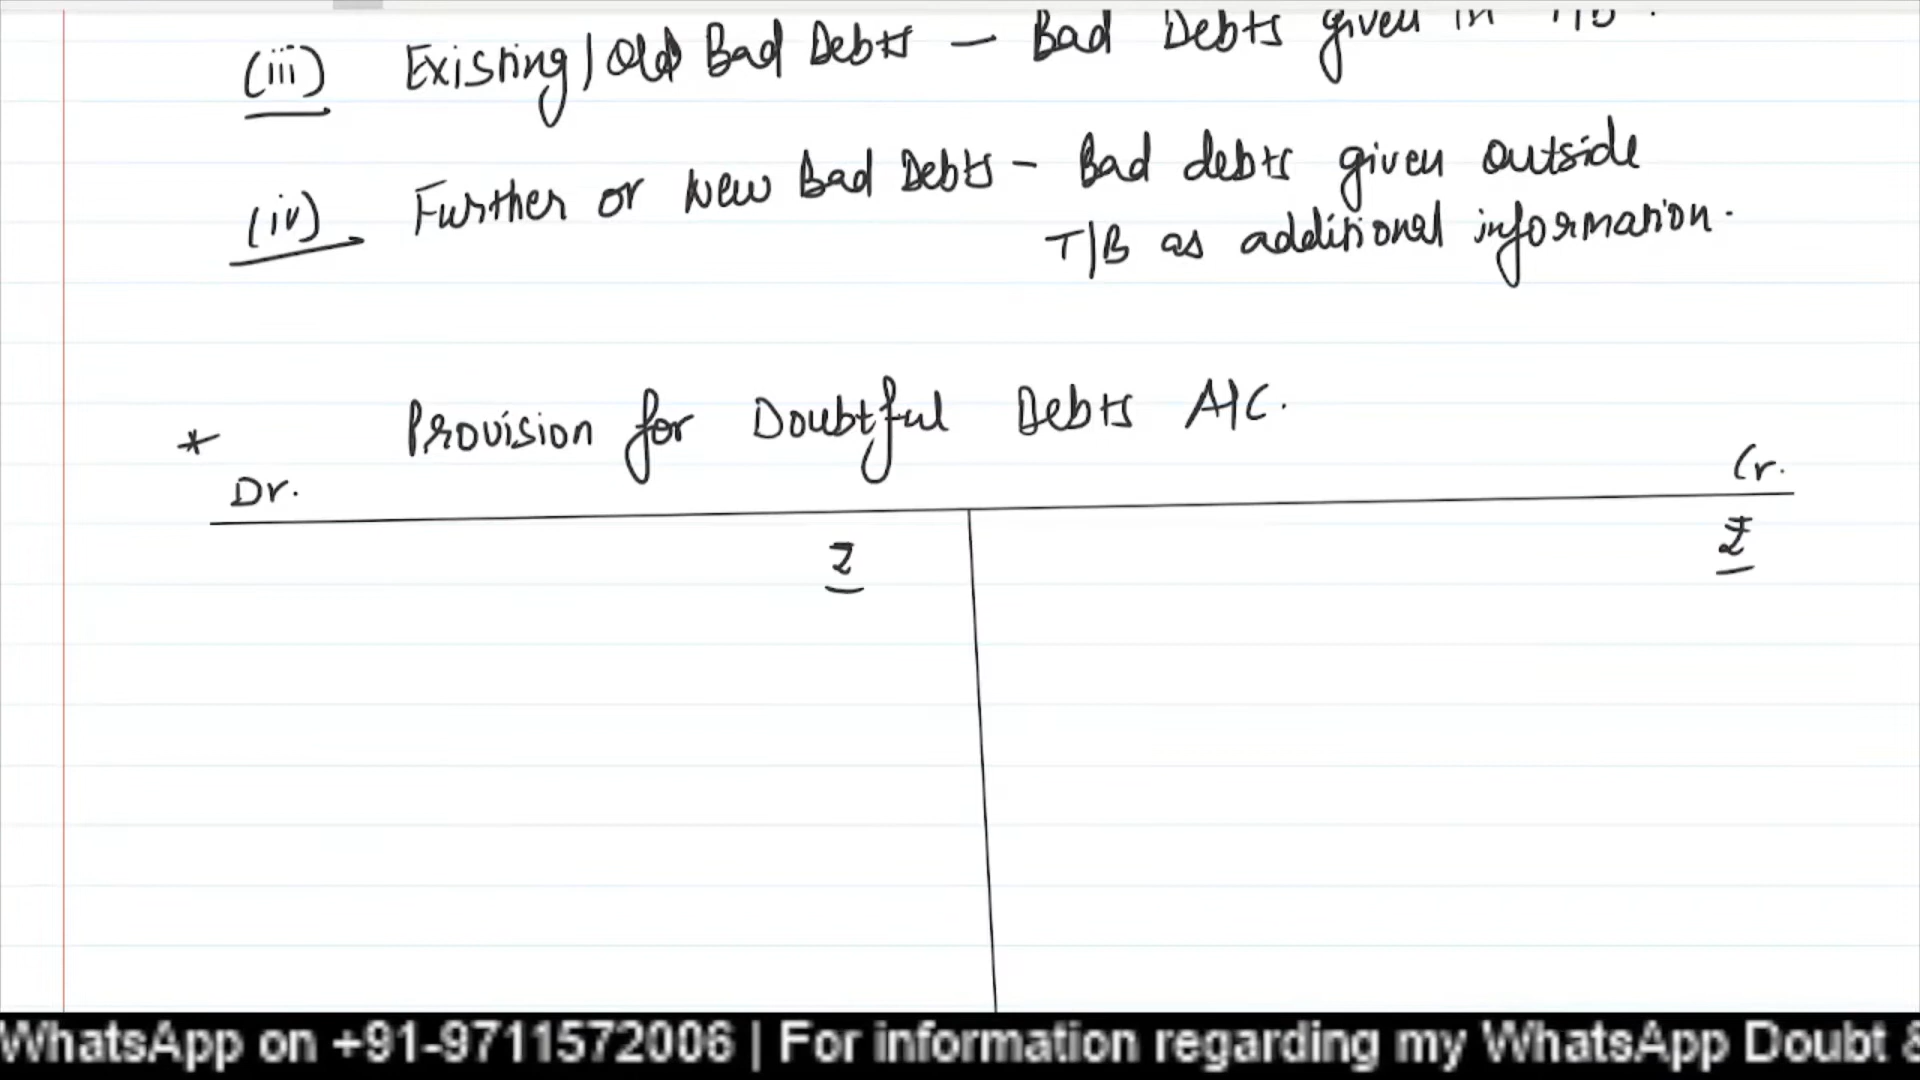 (iii) Existing/Old Bad Debts - Bad Debts given in T/B.
(iv) Further or New Bad Debts - Bad debts given outside
T/B as additional information.
* Provision for Doubtful Debts A/C.
Dr. Cr.
₹ ₹
WhatsApp on +91-9711572006 | For information regarding my WhatsApp Doubt &